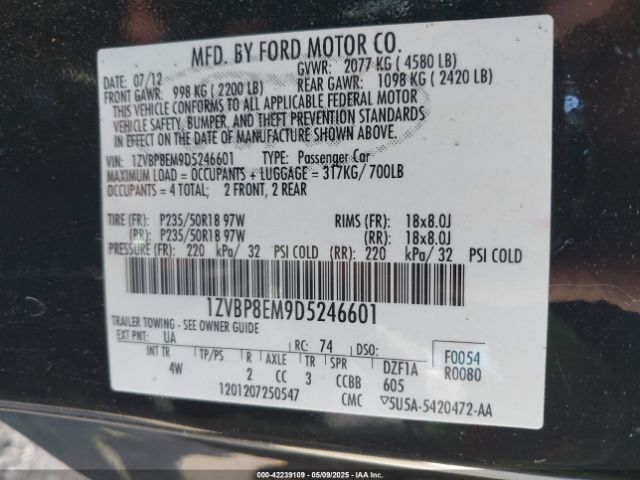 MFD. BY FORD MOTOR CO.
DATE: 07/12 GVWR: 2077 KG ( 4580 LB)
FRONT GAWR: 998 KG ( 2200 LB) REAR GAWR: 1098 KG ( 2420 LB)
THIS VEHICLE CONFORMS TO ALL APPLICABLE FEDERAL MOTOR
VEHICLE SAFETY, BUMPER, AND THEFT PREVENTION STANDARDS
IN EFFECT ON THE DATE OF MANUFACTURE SHOWN ABOVE.
VIN: 1ZVBP8EM9D5246601 TYPE: Passenger Car
MAXIMUM LOAD = OCCUPANTS + LUGGAGE = 317KG/ 700LB
OCCUPANTS = 4 TOTAL; 2 FRONT, 2 REAR
TIRE (FR): P235/50R18 97W RIMS (FR): 18x8.0J
(RR): P235/50R18 97W (RR): 18x8.0J
PRESSURE (FR): 220 kPa/ 32 PSI COLD (RR): 220 kPa/ 32 PSI COLD
1ZVBP8EM9D5246601
TRAILER TOWING - SEE OWNER GUIDE
EXT PNT: UA RC: 74 DSO: F0054
INT TR TP/PS R AXLE TR SPR DZF1A R0080
4W 2 CC 3 CCBB 605
1201207250547 CMC ▽5U5A-5420472-AA
000-42239109 - 05/09/2025 - IAAI.COM